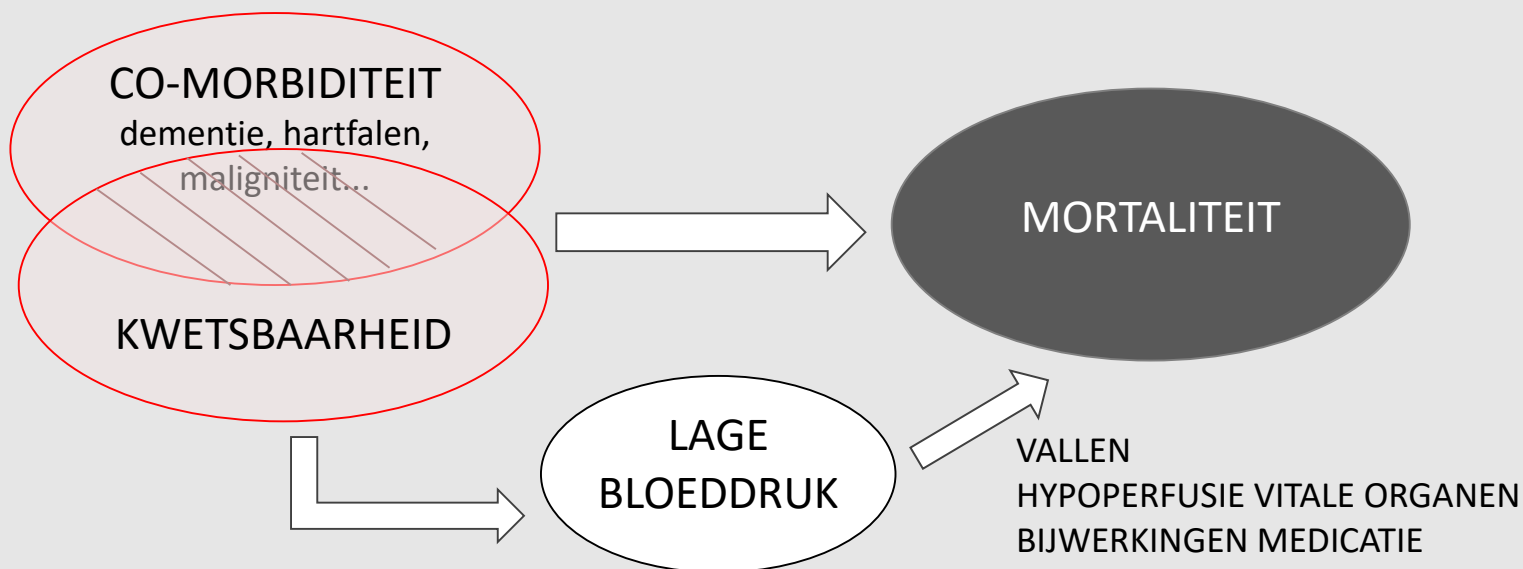 CO-MORBIDITEIT
dementie, hartfalen,
maligniteit...
KWETSBAARHEID
MORTALITEIT
LAGE
BLOEDDRUK
VALLEN
HYPOPERFUSIE VITALE ORGANEN
BIJWERKINGEN MEDICATIE